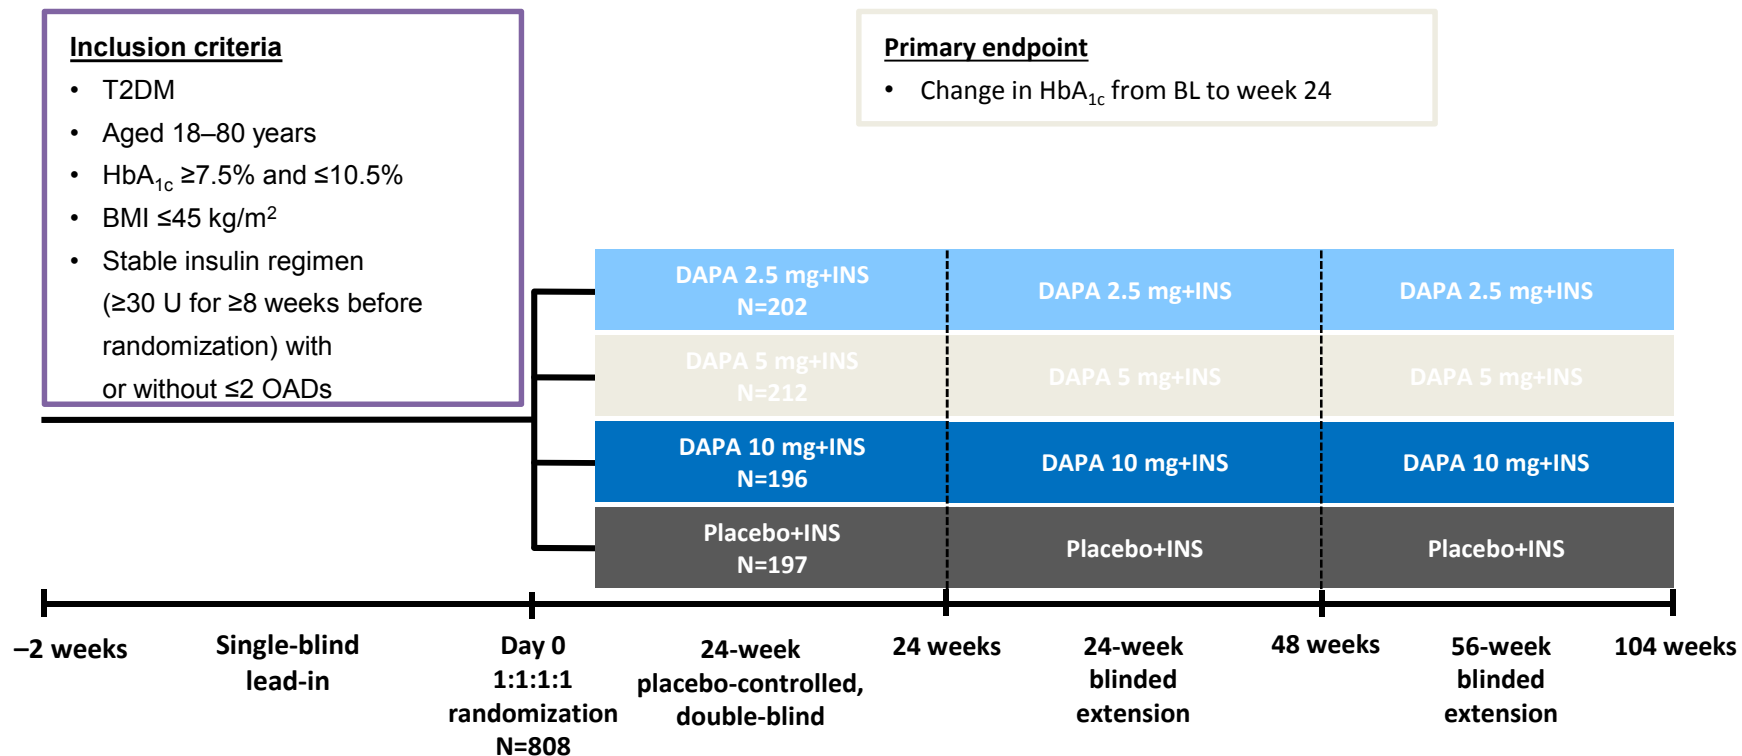 Inclusion criteria
• T2DM
• Aged 18–80 years
• HbA1c ≥7.5% and ≤10.5%
• BMI ≤45 kg/m2
• Stable insulin regimen
(≥30 U for ≥8 weeks before
randomization) with
or without ≤2 OADs
Primary endpoint
• Change in HbA1c from BL to week 24
DAPA 2.5 mg+INS
N=202
DAPA 2.5 mg+INS
DAPA 2.5 mg+INS
DAPA 5 mg+INS
N=212
DAPA 5 mg+INS
DAPA 5 mg+INS
DAPA 10 mg+INS
N=196
DAPA 10 mg+INS
DAPA 10 mg+INS
Placebo+INS
N=197
Placebo+INS
Placebo+INS
–2 weeks
Single-blind
lead-in
Day 0
1:1:1:1
randomization
N=808
24-week
placebo-controlled,
double-blind
24 weeks
24-week
blinded
extension
48 weeks
56-week
blinded
extension
104 weeks